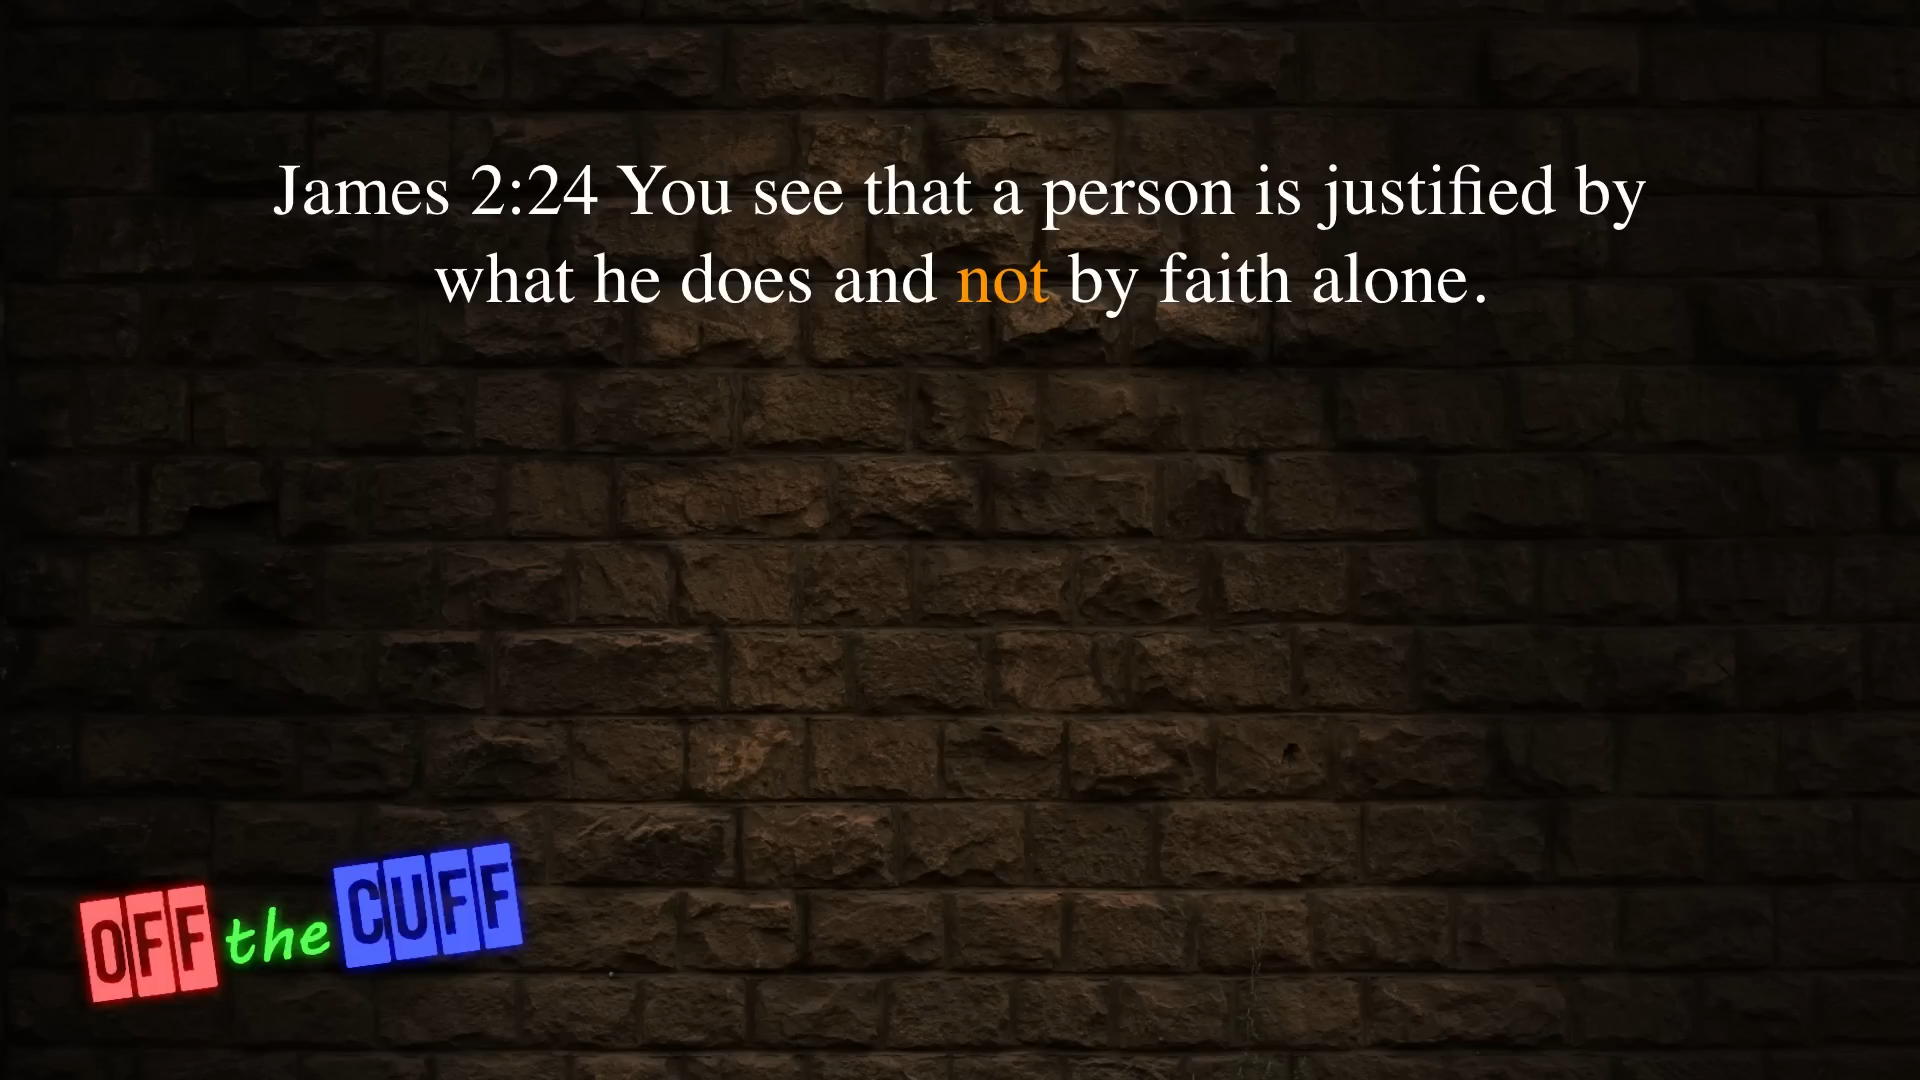 James 2:24 You see that a person is justified by
what he does and not by faith alone.
OFF the CUFF